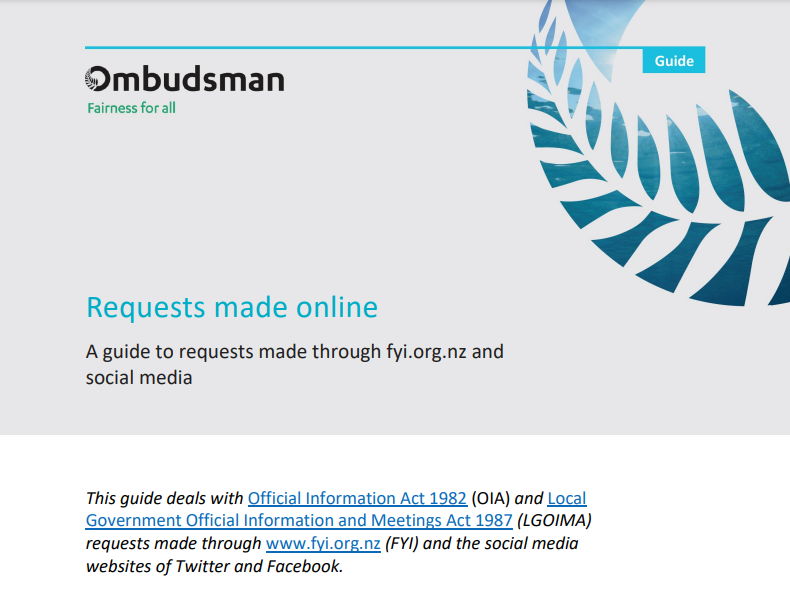 Guide
Ombudsman
Fairness for all
Requests made online
A guide to requests made through fyi.org.nz and
social media
This guide deals with Official Information Act 1982 (OIA) and Local
Government Official Information and Meetings Act 1987 (LGOIMA)
requests made through www.fyi.org.nz (FYI) and the social media
websites of Twitter and Facebook.